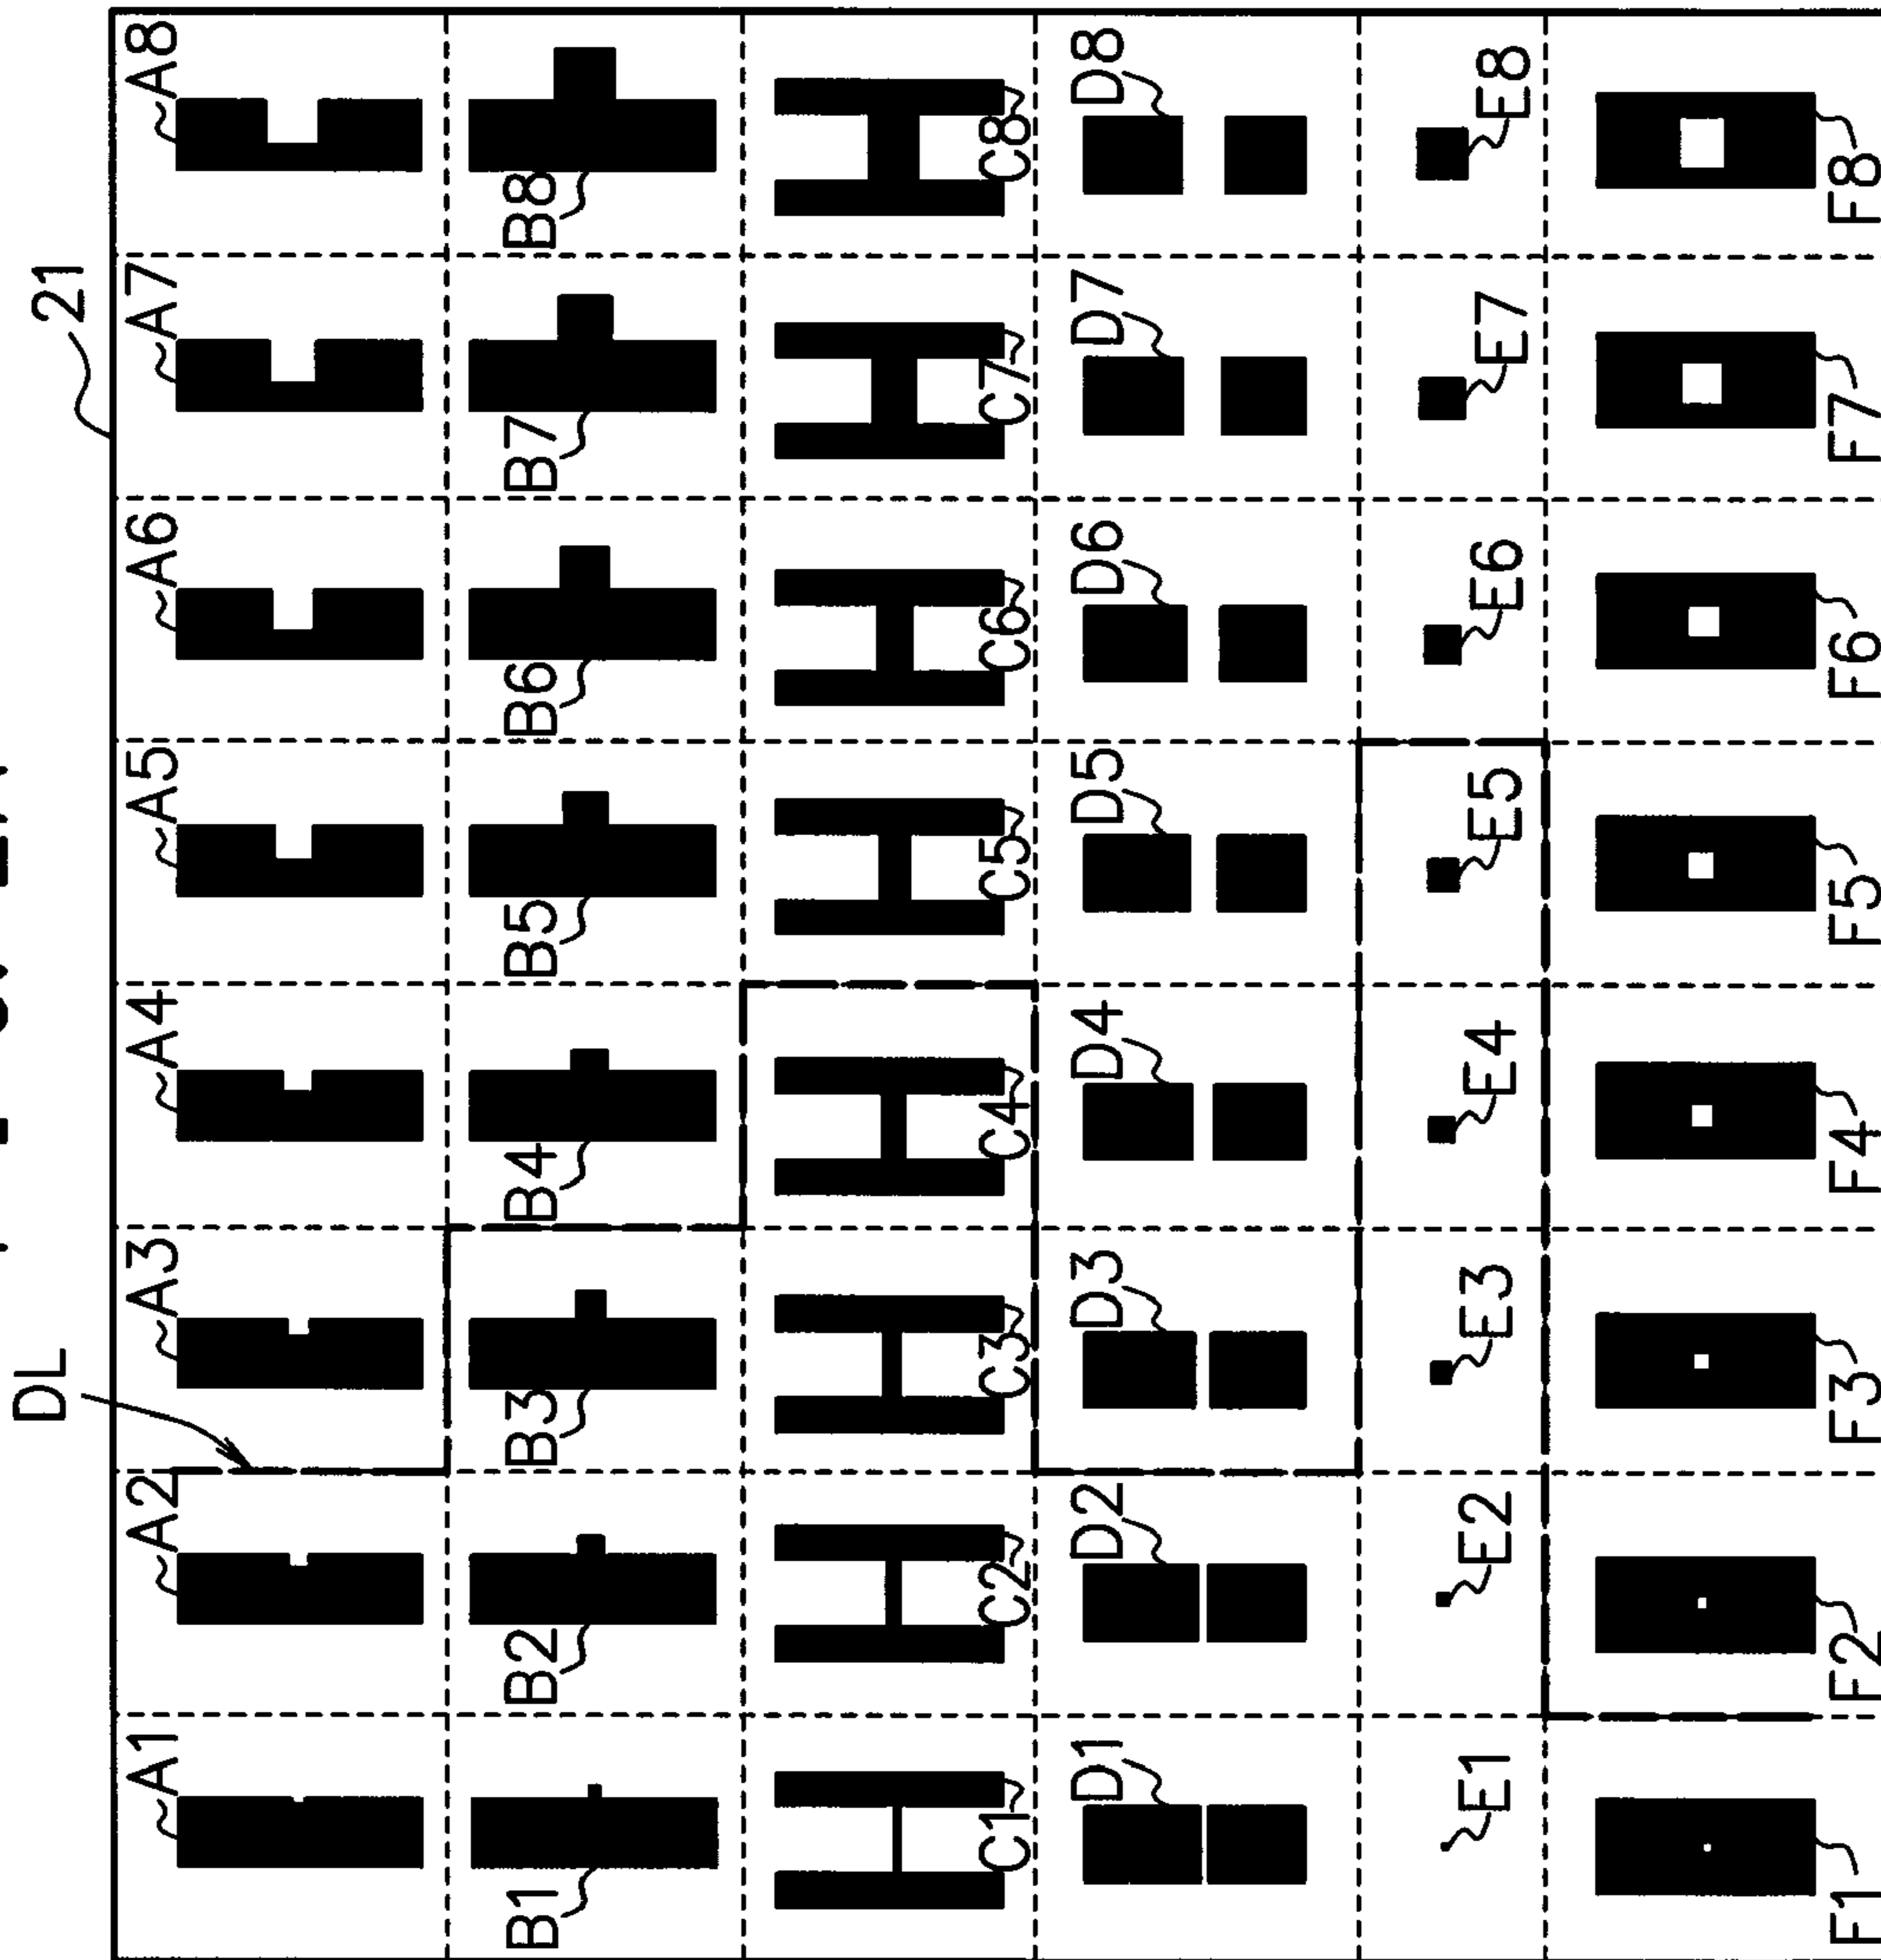 21
DL
A1 A2 A3 A4 A5 A6 A7 A8
B1 B2 B3 B4 B5 B6 B7 B8
C1 C2 C3 C4 C5 C6 C7 C8
D1 D2 D3 D4 D5 D6 D7 D8
E1 E2 E3 E4 E5 E6 E7 E8
F1 F2 F3 F4 F5 F6 F7 F8